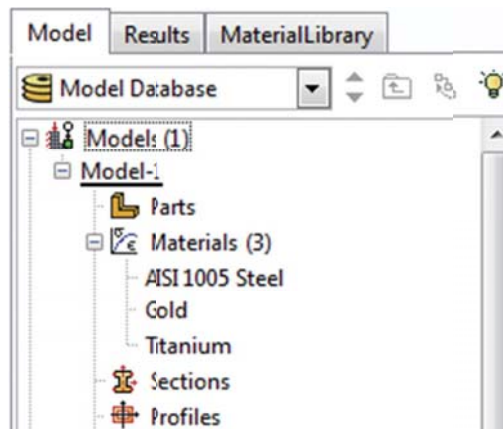 Model Results MaterialLibrary
Model Database
Models (1)
Model-1
Parts
Materials (3)
AISI 1005 Steel
Gold
Titanium
Sections
Profiles